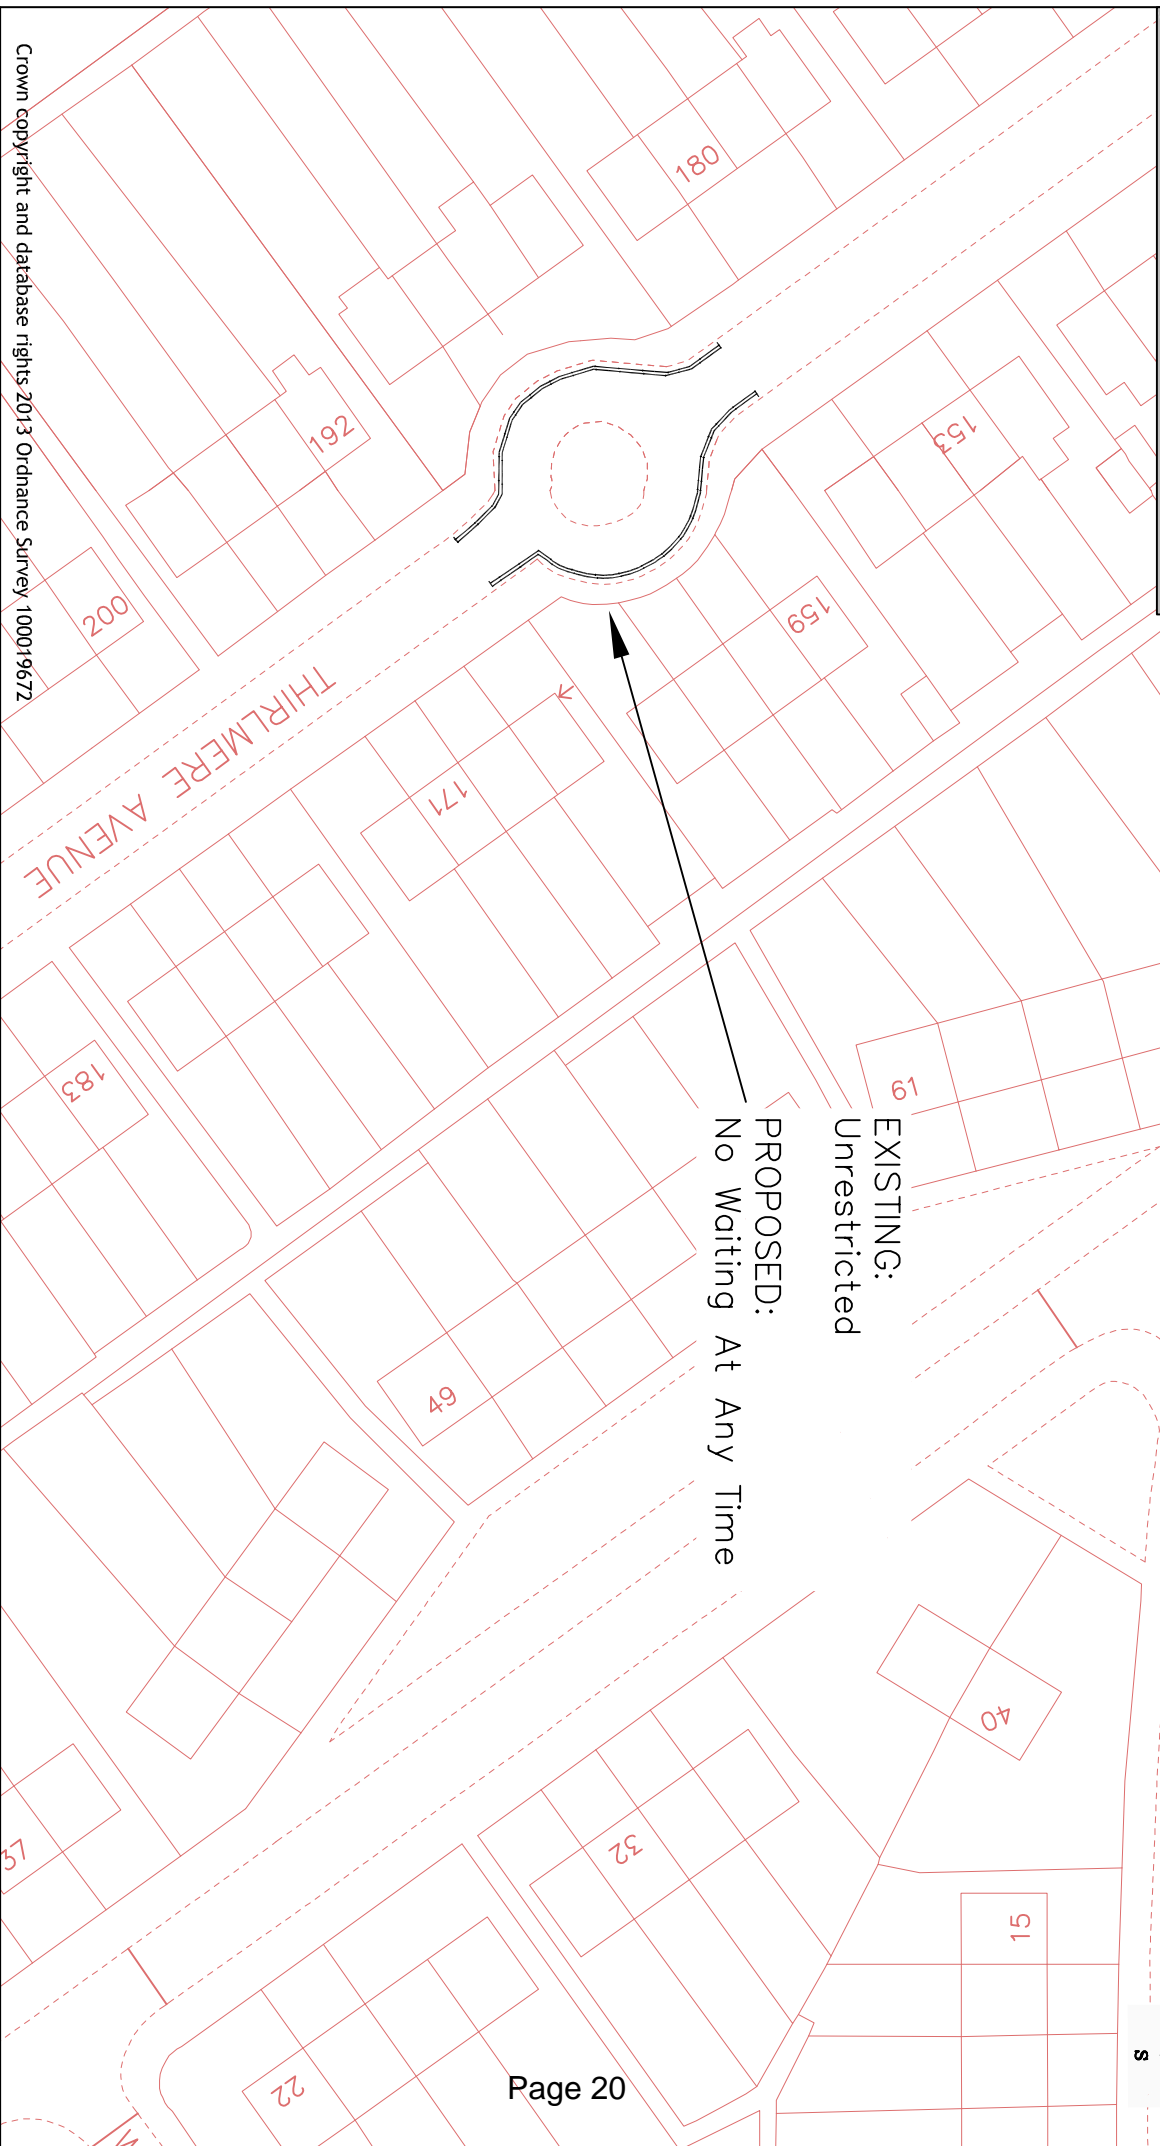 EXISTING:
Unrestricted
PROPOSED:
No Waiting At Any Time
THIRLMERE AVENUE
180
153
192
159
200
171
183
61
49
40
37
32
15
22
s
Crown copyright and database rights 2013 Ordnance Survey 100019672
Page 20